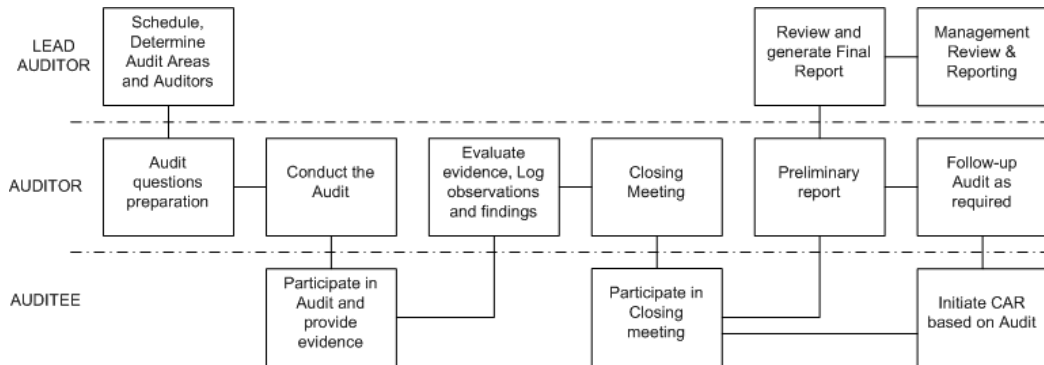 LEAD
AUDITOR
Schedule,
Determine
Audit Areas
and Auditors
Review and
generate Final
Report
Management
Review &
Reporting
AUDITOR
Audit
questions
preparation
Conduct the
Audit
Evaluate
evidence, Log
observations
and findings
Closing
Meeting
Preliminary
report
Follow-up
Audit as
required
AUDITEE
Participate in
Audit and
provide
evidence
Participate in
Closing
meeting
Initiate CAR
based on Audit